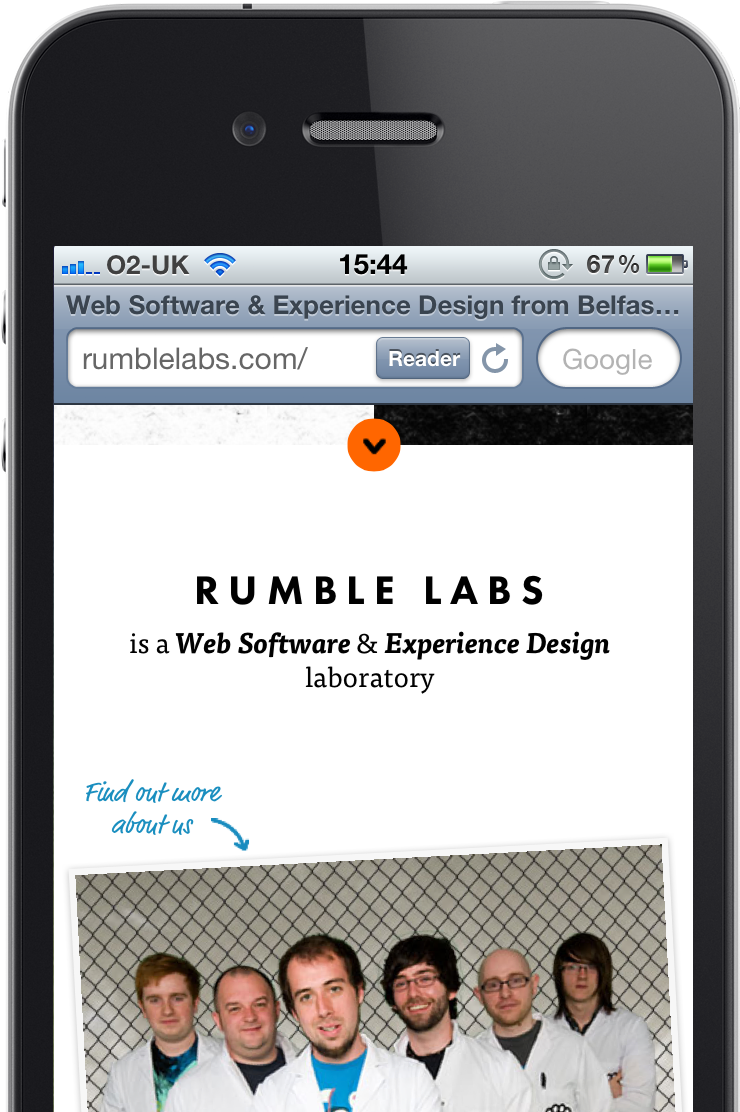 O2-UK 15:44 67%
Web Software & Experience Design from Belfas...
rumblelabs.com/ Reader Google
RUMBLE LABS
is a Web Software & Experience Design
laboratory
Find out more
about us